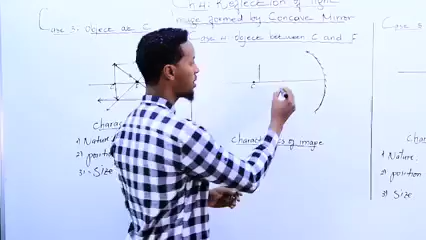 Ch.4: Reflection of light
Image formed by Concave Mirror
Case 3: Object at C
Case 4: Object between C and F
Case 5:
C
Charac
Characteristics of image
Cha
1) Nature
2) position
3) Size
1) Nature
2) position
3) Size